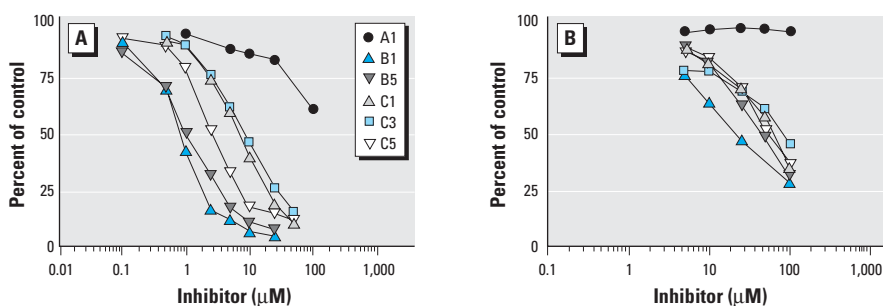 A
Percent of control
100
75
50
25
0
0.01
0.1
1
10
100
1,000
Inhibitor (μM)
A1
B1
B5
C1
C3
C5
B
Percent of control
100
75
50
25
0
0.1
1
10
100
1,000
Inhibitor (μM)